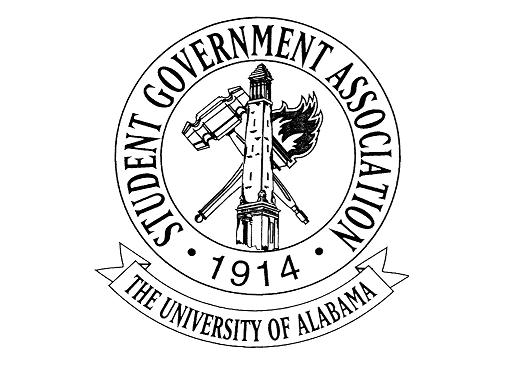 STUDENT GOVERNMENT ASSOCIATION
• 1914 •
THE UNIVERSITY OF ALABAMA